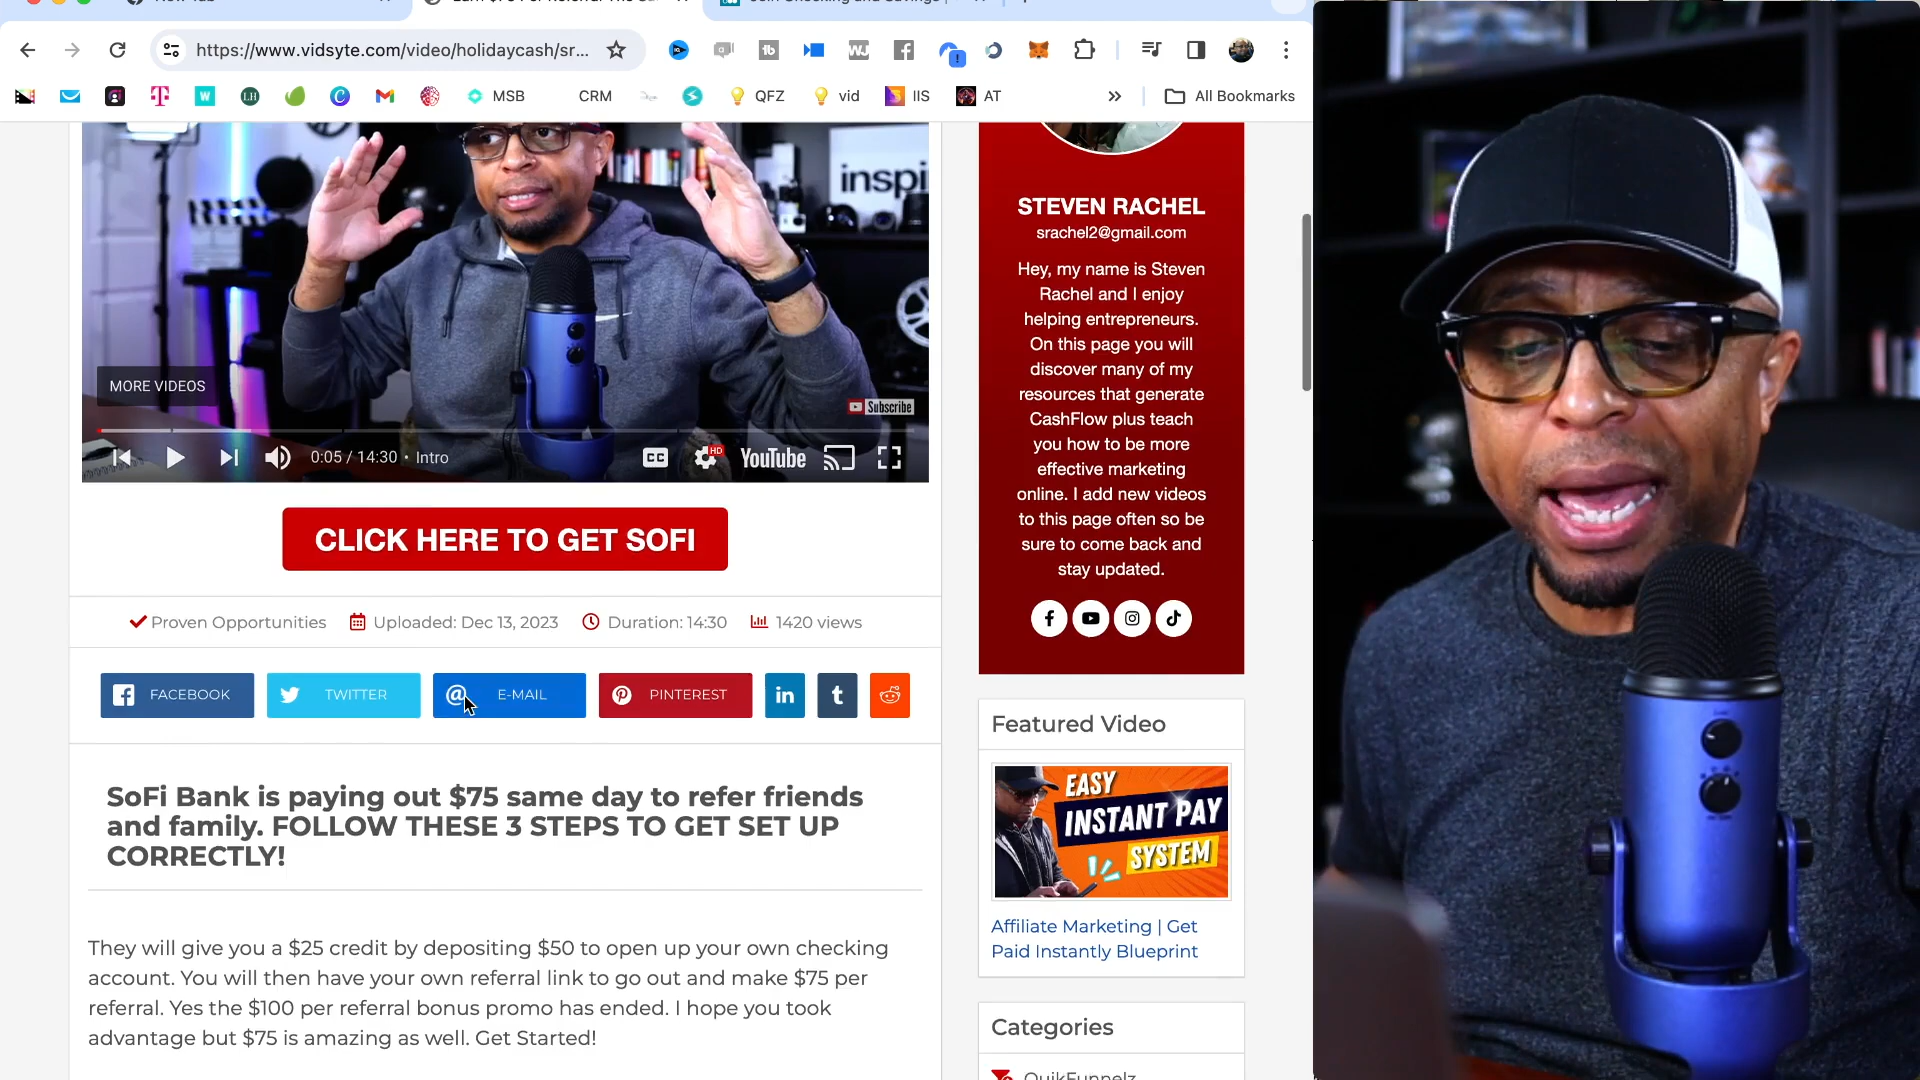 https://www.vidsyte.com/video/holidaycash/sr...
MSB
CRM
QFZ
vid
IIS
AT
All Bookmarks
inspi
MORE VIDEOS
Subscribe
0:05 / 14:30 • Intro
CC
HD
YouTube
CLICK HERE TO GET SOFI
Proven Opportunities
Uploaded: Dec 13, 2023
Duration: 14:30
1420 views
FACEBOOK
TWITTER
E-MAIL
PINTEREST
SoFi Bank is paying out $75 same day to refer friends
and family. FOLLOW THESE 3 STEPS TO GET SET UP
CORRECTLY!
They will give you a $25 credit by depositing $50 to open up your own checking
account. You will then have your own referral link to go out and make $75 per
referral. Yes the $100 per referral bonus promo has ended. I hope you took
advantage but $75 is amazing as well. Get Started!
STEVEN RACHEL
srachel2@gmail.com
Hey, my name is Steven
Rachel and I enjoy
helping entrepreneurs.
On this page you will
discover many of my
resources that generate
CashFlow plus teach
you how to be more
effective marketing
online. I add new videos
to this page often so be
sure to come back and
stay updated.
Featured Video
EASY
INSTANT PAY
SYSTEM
Affiliate Marketing | Get
Paid Instantly Blueprint
Categories
QuikFunnelz